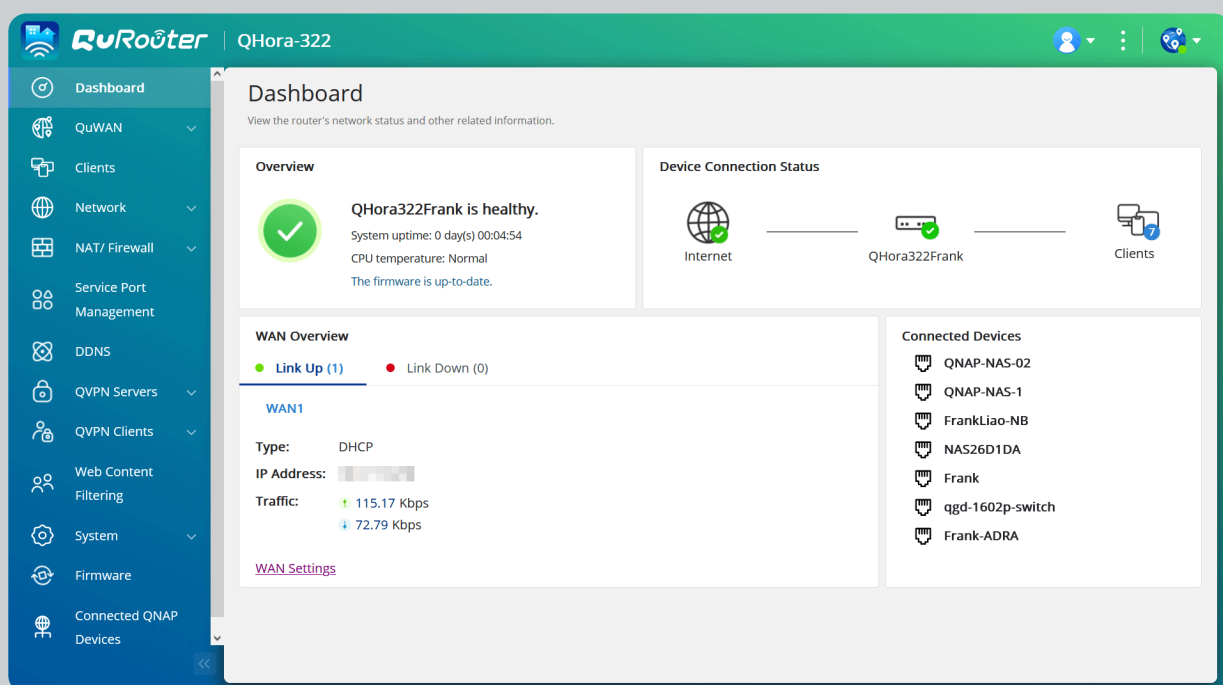 QuRouter QHora-322
Dashboard
QuWAN
Clients
Network
NAT/ Firewall
Service Port
Management
DDNS
QVPN Servers
QVPN Clients
Web Content
Filtering
System
Firmware
Connected QNAP
Devices
Dashboard
View the router's network status and other related information.
Overview
QHora322Frank is healthy.
System uptime: 0 day(s) 00:04:54
CPU temperature: Normal
The firmware is up-to-date.
Device Connection Status
Internet
QHora322Frank
7
Clients
WAN Overview
Link Up (1) Link Down (0)
WAN1
Type: DHCP
IP Address:
Traffic: 115.17 Kbps
72.79 Kbps
WAN Settings
Connected Devices
QNAP-NAS-02
QNAP-NAS-1
FrankLiao-NB
NAS26D1DA
Frank
qgd-1602p-switch
Frank-ADRA